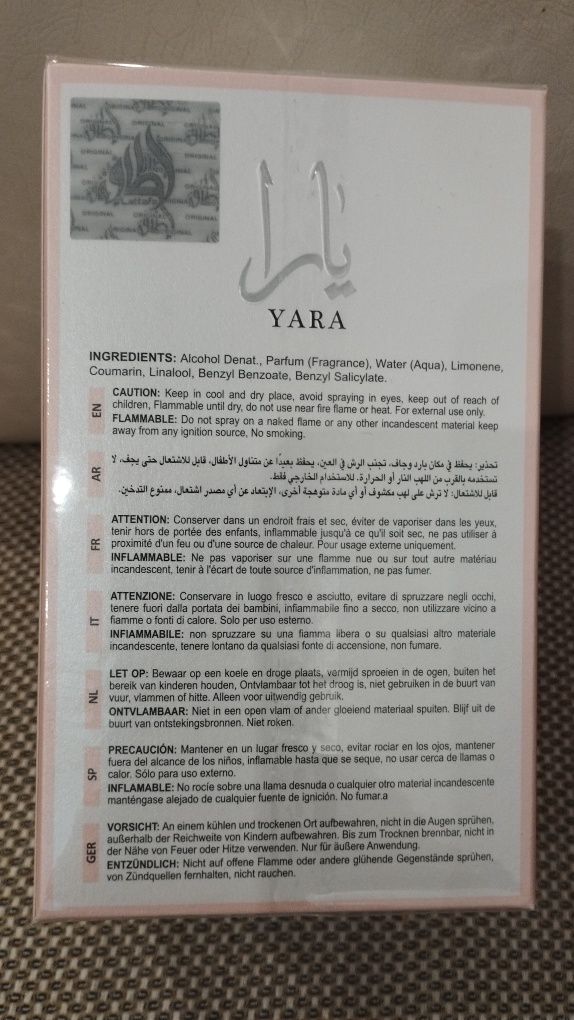 ORIGINAL
Lattafa
يارا
YARA
INGREDIENTS: Alcohol Denat., Parfum (Fragrance), Water (Aqua), Limonene,
Coumarin, Linalool, Benzyl Benzoate, Benzyl Salicylate.
EN
CAUTION: Keep in cool and dry place, avoid spraying in eyes, keep out of reach of
children, Flammable until dry, do not use near fire flame or heat. For external use only.
FLAMMABLE: Do not spray on a naked flame or any other incandescent material keep
away from any ignition source, No smoking.
AR
تحذير: يحفظ في مكان بارد وجاف، تجنب الرش في العين، يحفظ بعيداً عن متناول الأطفال، قابل للاشتعال حتى يجف، لا
تستخدمه بالقرب من اللهب النار أو الحرارة. للاستخدام الخارجي فقط.
قابل للاشتعال: لا ترش على لهب مكشوف أو أي مادة متوهجة أخرى، الإبتعاد عن أي مصدر اشتعال، ممنوع التدخين.
FR
ATTENTION: Conserver dans un endroit frais et sec, éviter de vaporiser dans les yeux,
tenir hors de portée des enfants, inflammable jusqu'à ce qu'il soit sec, ne pas utiliser à
proximité d'un feu ou d'une source de chaleur. Pour usage externe uniquement.
INFLAMMABLE: Ne pas vaporiser sur une flamme nue ou sur tout autre matériau
incandescent, tenir à l'écart de toute source d'inflammation, ne pas fumer.
IT
ATTENZIONE: Conservare in luogo fresco e asciutto, evitare di spruzzare negli occhi,
tenere fuori dalla portata dei bambini, infiammabile fino a secco, non utilizzare vicino a
fiamme o fonti di calore. Solo per uso esterno.
INFIAMMABILE: non spruzzare su una fiamma libera o su qualsiasi altro materiale
incandescente, tenere lontano da qualsiasi fonte di accensione, non fumare.
NL
LET OP: Bewaar op een koele en droge plaats, vermijd sproeien in de ogen, buiten het
bereik van kinderen houden, Ontvlambaar tot het droog is, niet gebruiken in de buurt van
vuur, vlammen of hitte. Alleen voor uitwendig gebruik.
ONTVLAMBAAR: Niet in een open vlam of ander gloeiend materiaal spuiten. Blijf uit de
buurt van ontstekingsbronnen. Niet roken.
SP
PRECAUCIÓN: Mantener en un lugar fresco y seco, evitar rociar en los ojos, mantener
fuera del alcance de los niños, inflamable hasta que se seque, no usar cerca de llamas o
calor. Sólo para uso externo.
INFLAMABLE: No rocíe sobre una llama desnuda o cualquier otro material incandescente
manténgase alejado de cualquier fuente de ignición. No fumar.a
GER
VORSICHT: An einem kühlen und trockenen Ort aufbewahren, nicht in die Augen sprühen,
außerhalb der Reichweite von Kindern aufbewahren. Bis zum Trocknen brennbar, nicht in
der Nähe von Feuer oder Hitze verwenden. Nur für äußere Anwendung.
ENTZÜNDLICH: Nicht auf offene Flamme oder andere glühende Gegenstände sprühen,
von Zündquellen fernhalten, nicht rauchen.